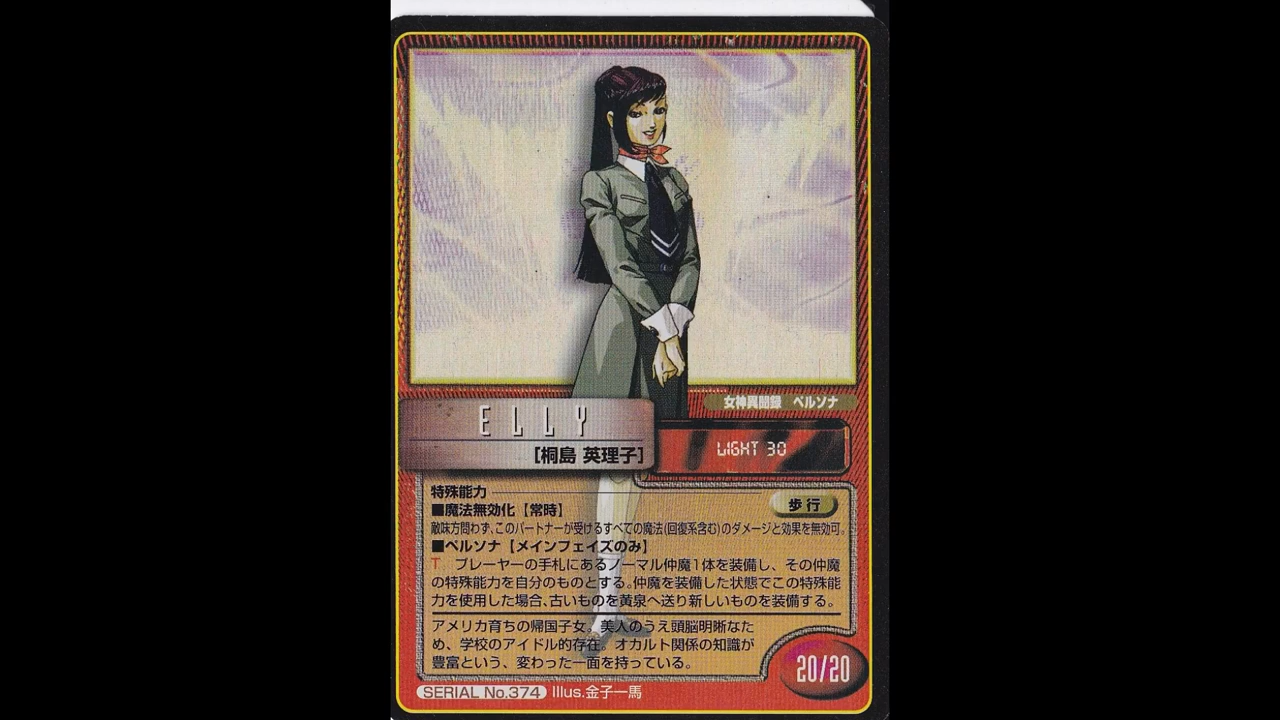 女神異聞録 ペルソナ
ELLY
[桐島 英理子]
LIGHT 30
特殊能力
歩行
■魔法無効化【常時】
敵味方問わず、このパートナーが受けるすべての魔法(回復系含む)のダメージと効果を無効可。
■ペルソナ【メインフェイズのみ】
T プレーヤーの手札にあるノーマル仲魔1体を装備し、その仲魔
の特殊能力を自分のものとする。仲魔を装備した状態でこの特殊能
力を使用した場合、古いものを黄泉へ送り新しいものを装備する。
アメリカ育ちの帰国子女。美人のうえ頭脳明晰なた
め、学校のアイドル的存在。オカルト関係の知識が
豊富という、変わった一面を持っている。
20/20
SERIAL No.374 Illus.金子一馬